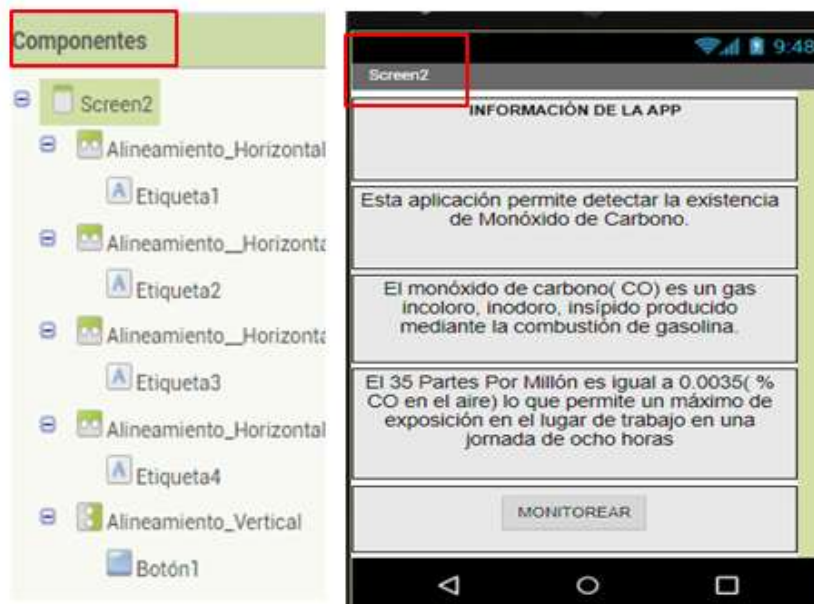 Componentes
Screen2
Alineamiento_Horizontal
Etiqueta1
Alineamiento__Horizonta
Etiqueta2
Alineamiento__Horizonta
Etiqueta3
Alineamiento_Horizontal
Etiqueta4
Alineamiento_Vertical
Botón1
9:48
Screen2
INFORMACIÓN DE LA APP
Esta aplicación permite detectar la existencia
de Monóxido de Carbono.
El monóxido de carbono( CO) es un gas
incoloro, inodoro, insípido producido
mediante la combustión de gasolina.
El 35 Partes Por Millón es igual a 0.0035( %
CO en el aire) lo que permite un máximo de
exposición en el lugar de trabajo en una
jornada de ocho horas
MONITOREAR